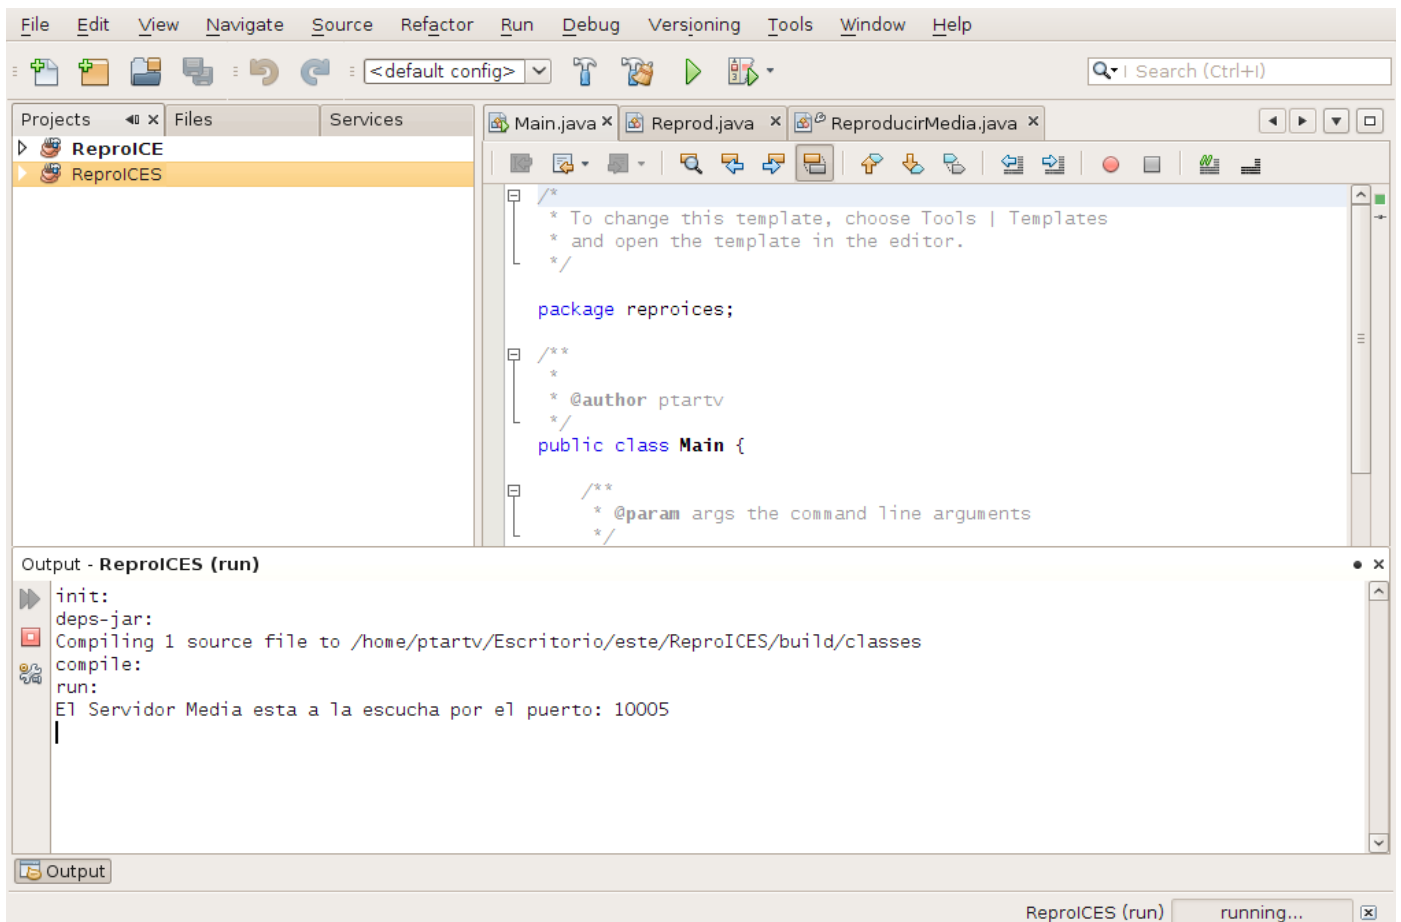 File Edit View Navigate Source Refactor Run Debug Versioning Tools Window Help
<default config>
Search (Ctrl+I)
Projects Files Services
Main.java Reprod.java ReproducirMedia.java
ReproICE
ReproICES
/*
* To change this template, choose Tools | Templates
* and open the template in the editor.
*/
package reproices;
/**
*
* @author ptartv
*/
public class Main {
/**
* @param args the command line arguments
*/
Output - ReproICES (run)
init:
deps-jar:
Compiling 1 source file to /home/ptartv/Escritorio/este/ReproICES/build/classes
compile:
run:
El Servidor Media esta a la escucha por el puerto: 10005
Output
ReproICES (run) running...